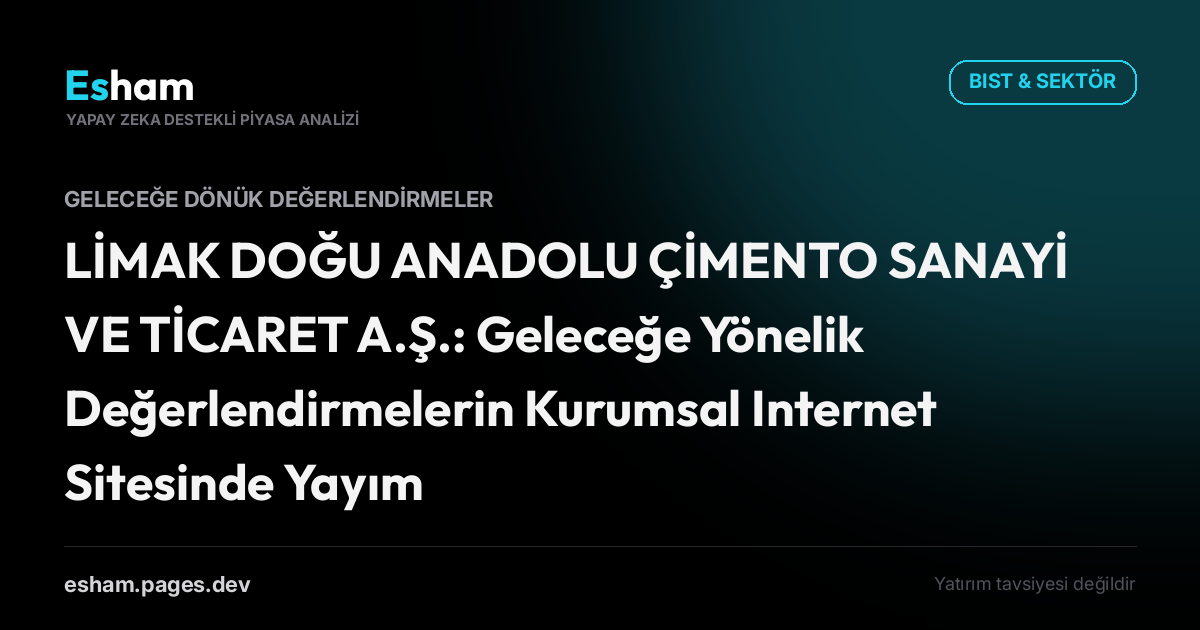 Esham
BIST & SEKTÖR
YAPAY ZEKA DESTEKLİ PİYASA ANALİZİ
GELECEĞE DÖNÜK DEĞERLENDİRMELER
LİMAK DOĞU ANADOLU ÇİMENTO SANAYİ
VE TİCARET A.Ş.: Geleceğe Yönelik
Değerlendirmelerin Kurumsal Internet
Sitesinde Yayım
esham.pages.dev
Yatırım tavsiyesi değildir